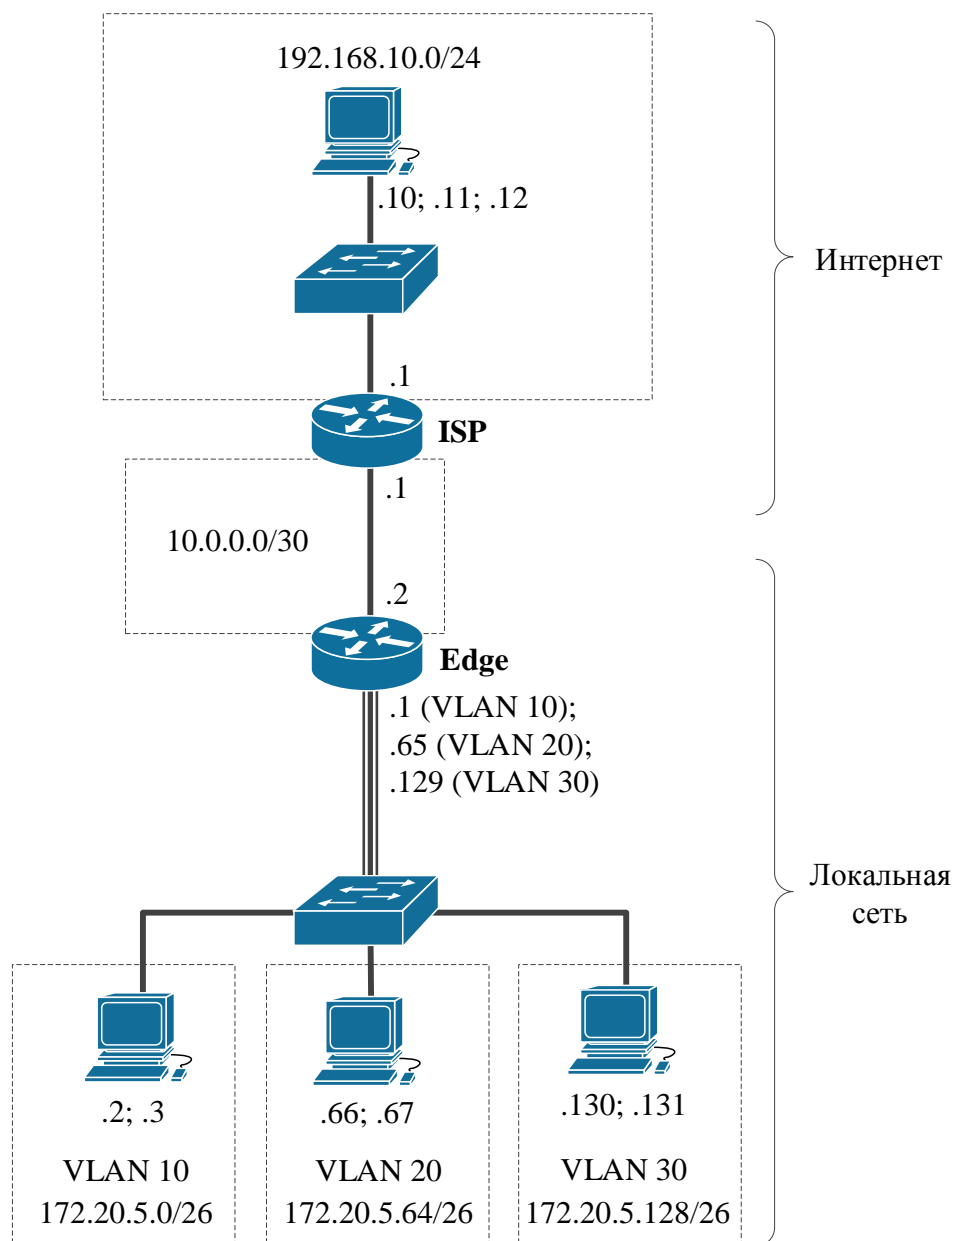 192.168.10.0/24
.10; .11; .12
Интернет
.1
ISP
.1
10.0.0.0/30
.2
Edge
.1 (VLAN 10);
.65 (VLAN 20);
.129 (VLAN 30)
Локальная
сеть
.2; .3
.66; .67
.130; .131
VLAN 10
172.20.5.0/26
VLAN 20
172.20.5.64/26
VLAN 30
172.20.5.128/26